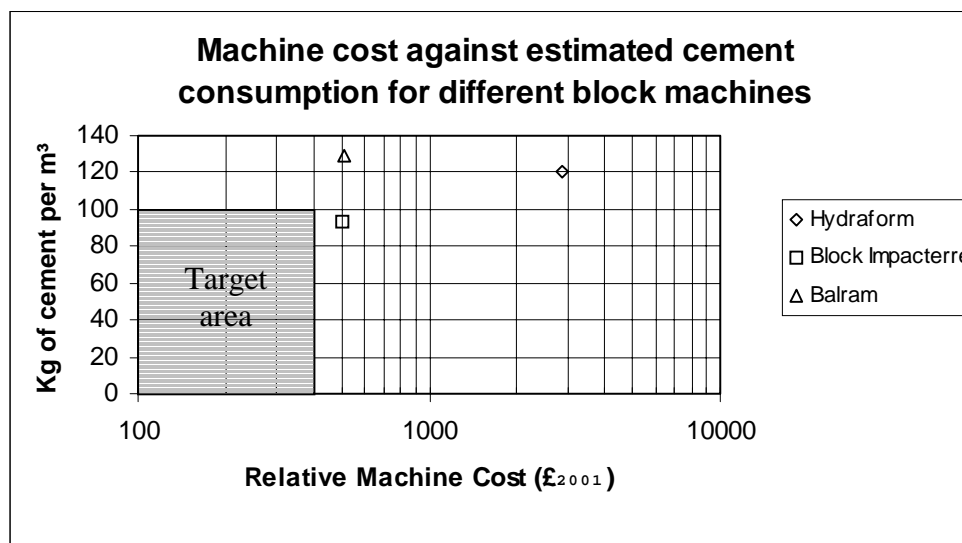 Machine cost against estimated cement
consumption for different block machines
Kg of cement per m³
140
120
100
80
60
40
20
0
Target
area
100
1000
10000
Relative Machine Cost (£2001)
Hydraform
Block Impacterre
Balram